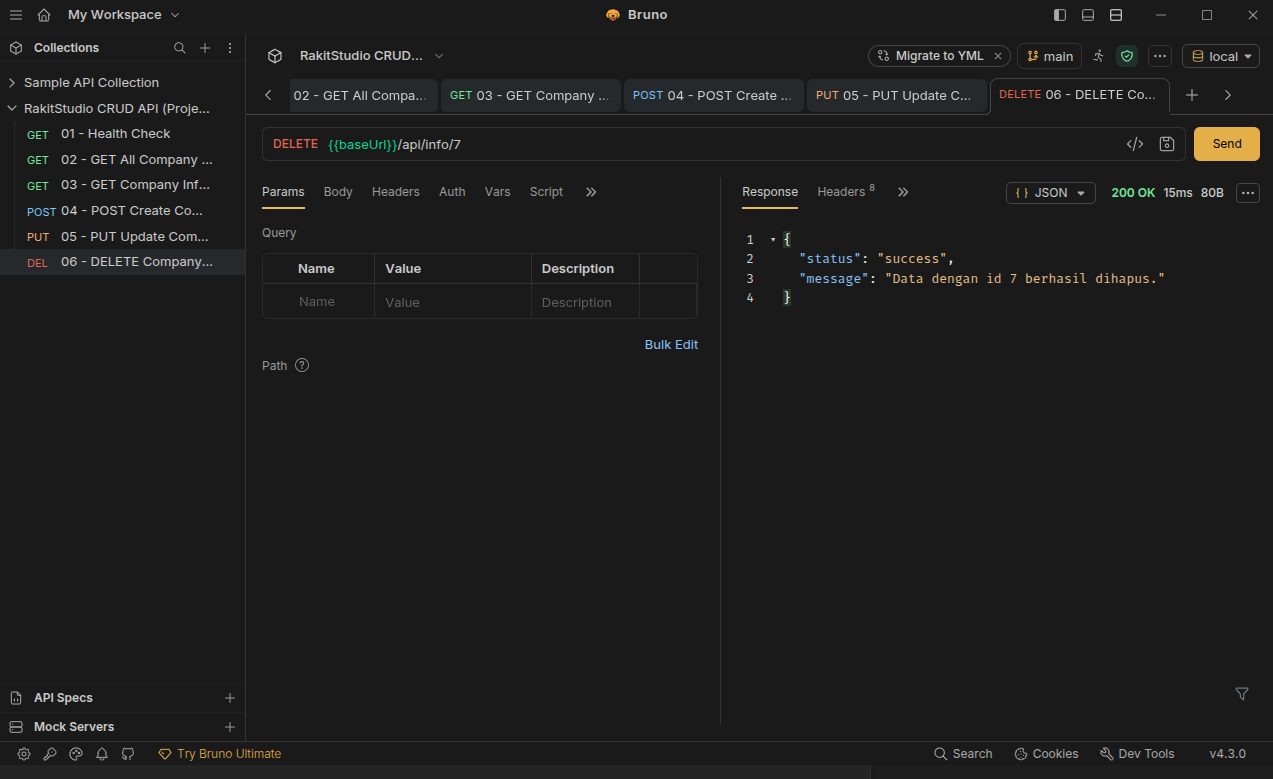 My Workspace
Bruno
Collections
Sample API Collection
RakitStudio CRUD API (Proje...
GET 01 - Health Check
GET 02 - GET All Company ...
GET 03 - GET Company Inf...
POST 04 - POST Create Co...
PUT 05 - PUT Update Com...
DEL 06 - DELETE Company...
API Specs
Mock Servers
RakitStudio CRUD...
Migrate to YML
main
local
02 - GET All Compa...
GET 03 - GET Company ...
POST 04 - POST Create ...
PUT 05 - PUT Update C...
DELETE 06 - DELETE Co...
DELETE {{baseUrl}}/api/info/7
Send
Params Body Headers Auth Vars Script
Query
Name Value Description
Name Value Description
Bulk Edit
Path ?
Response Headers 8
{ } JSON
200 OK 15ms 80B
1 {
2 "status": "success",
3 "message": "Data dengan id 7 berhasil dihapus."
4 }
Try Bruno Ultimate
Search
Cookies
Dev Tools
v4.3.0